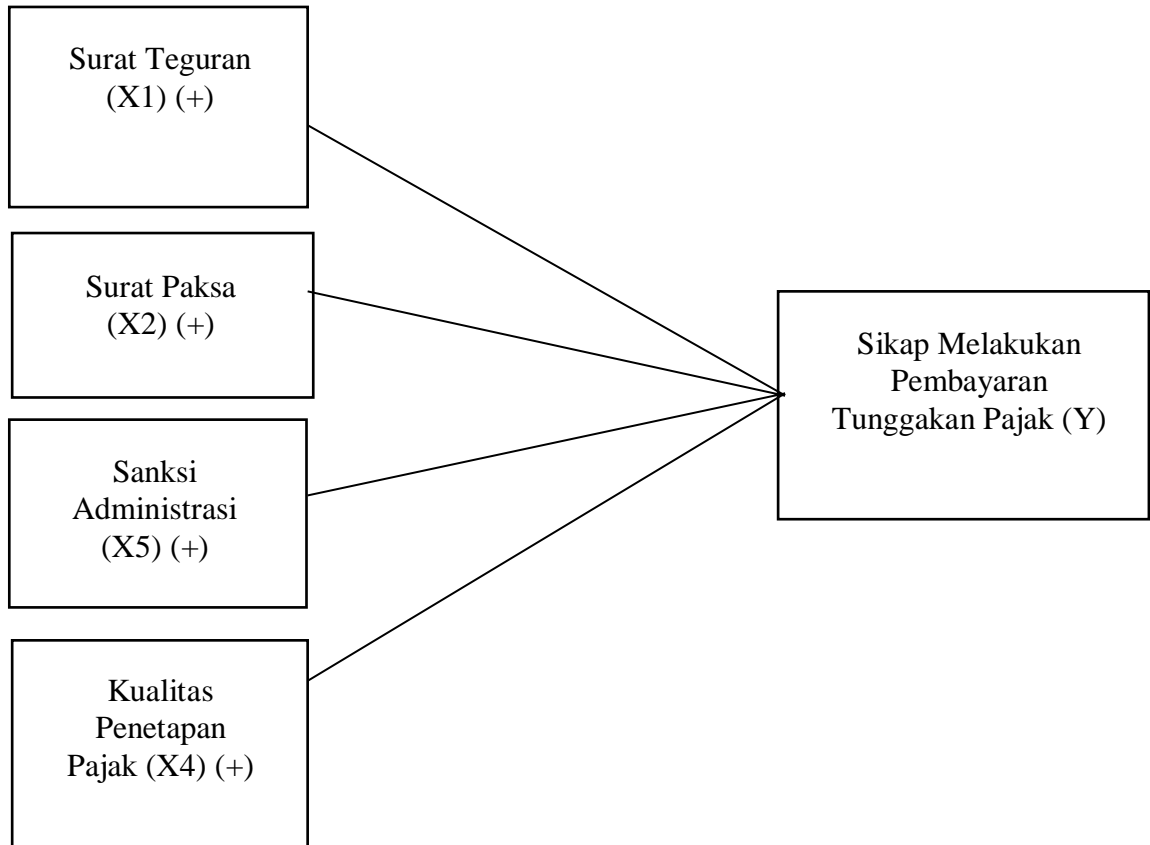 Surat Teguran
(X1) (+)
Surat Paksa
(X2) (+)
Sanksi
Administrasi
(X5) (+)
Kualitas
Penetapan
Pajak (X4) (+)
Sikap Melakukan
Pembayaran
Tunggakan Pajak (Y)